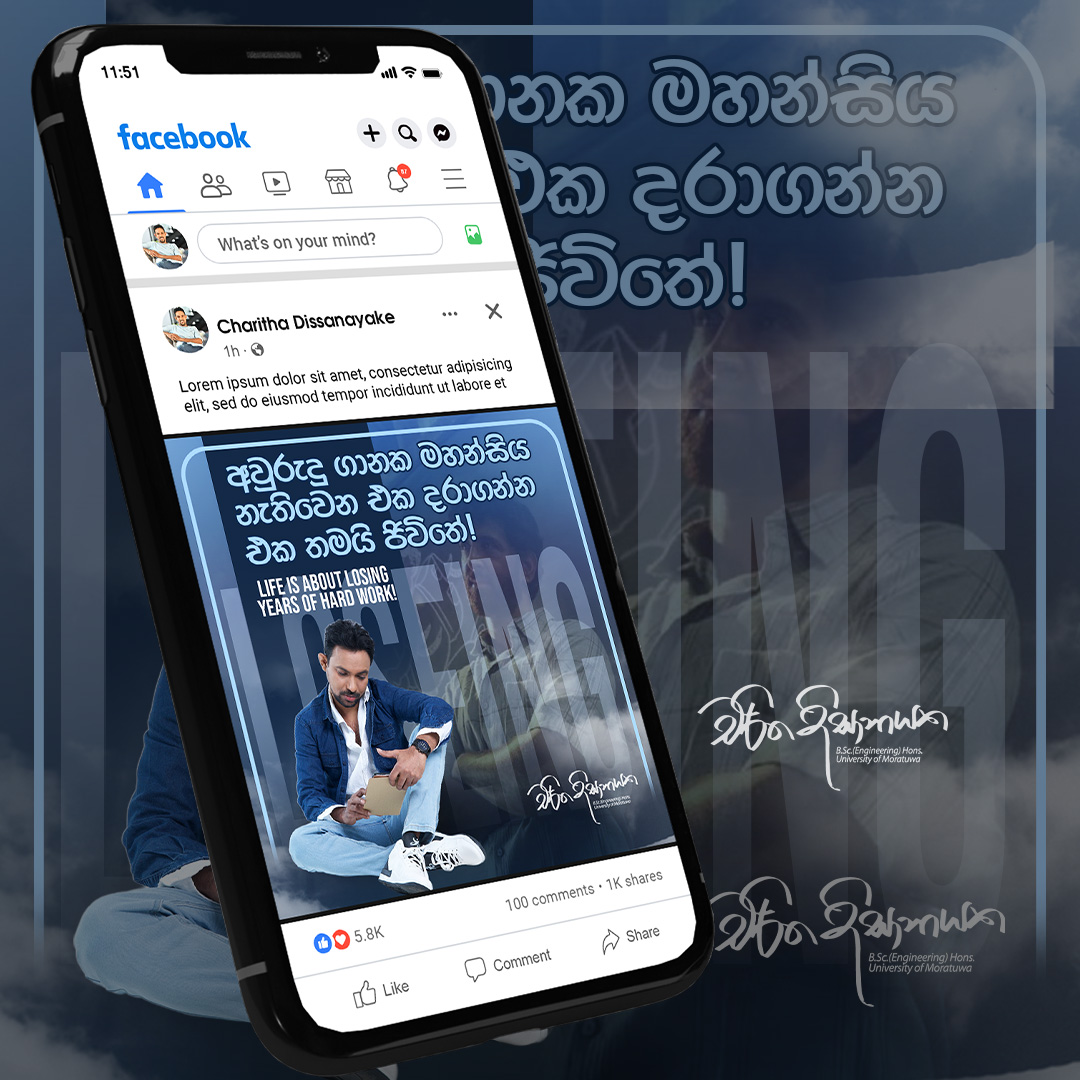 11:51
facebook
What's on your mind?
Charitha Dissanayake
1h
Lorem ipsum dolor sit amet, consectetur adipisicing
elit, sed do eiusmod tempor incididunt ut labore et
අවුරුදු ගානක මහන්සිය
නැතිවෙන එක දරාගන්න
එක තමයි ජීවිතේ!
LIFE IS ABOUT LOSING
YEARS OF HARD WORK!
LOSEING
චරිත දිසානායක
B.Sc.(Engineering) Hons.
University of Moratuwa
5.8K
100 comments • 1K shares
Like
Comment
Share
ගානක මහන්සිය
එක දරාගන්න
ජීවිතේ!
චරිත දිසානායක
B.Sc.(Engineering) Hons.
University of Moratuwa
චරිත දිසානායක
B.Sc.(Engineering) Hons.
University of Moratuwa